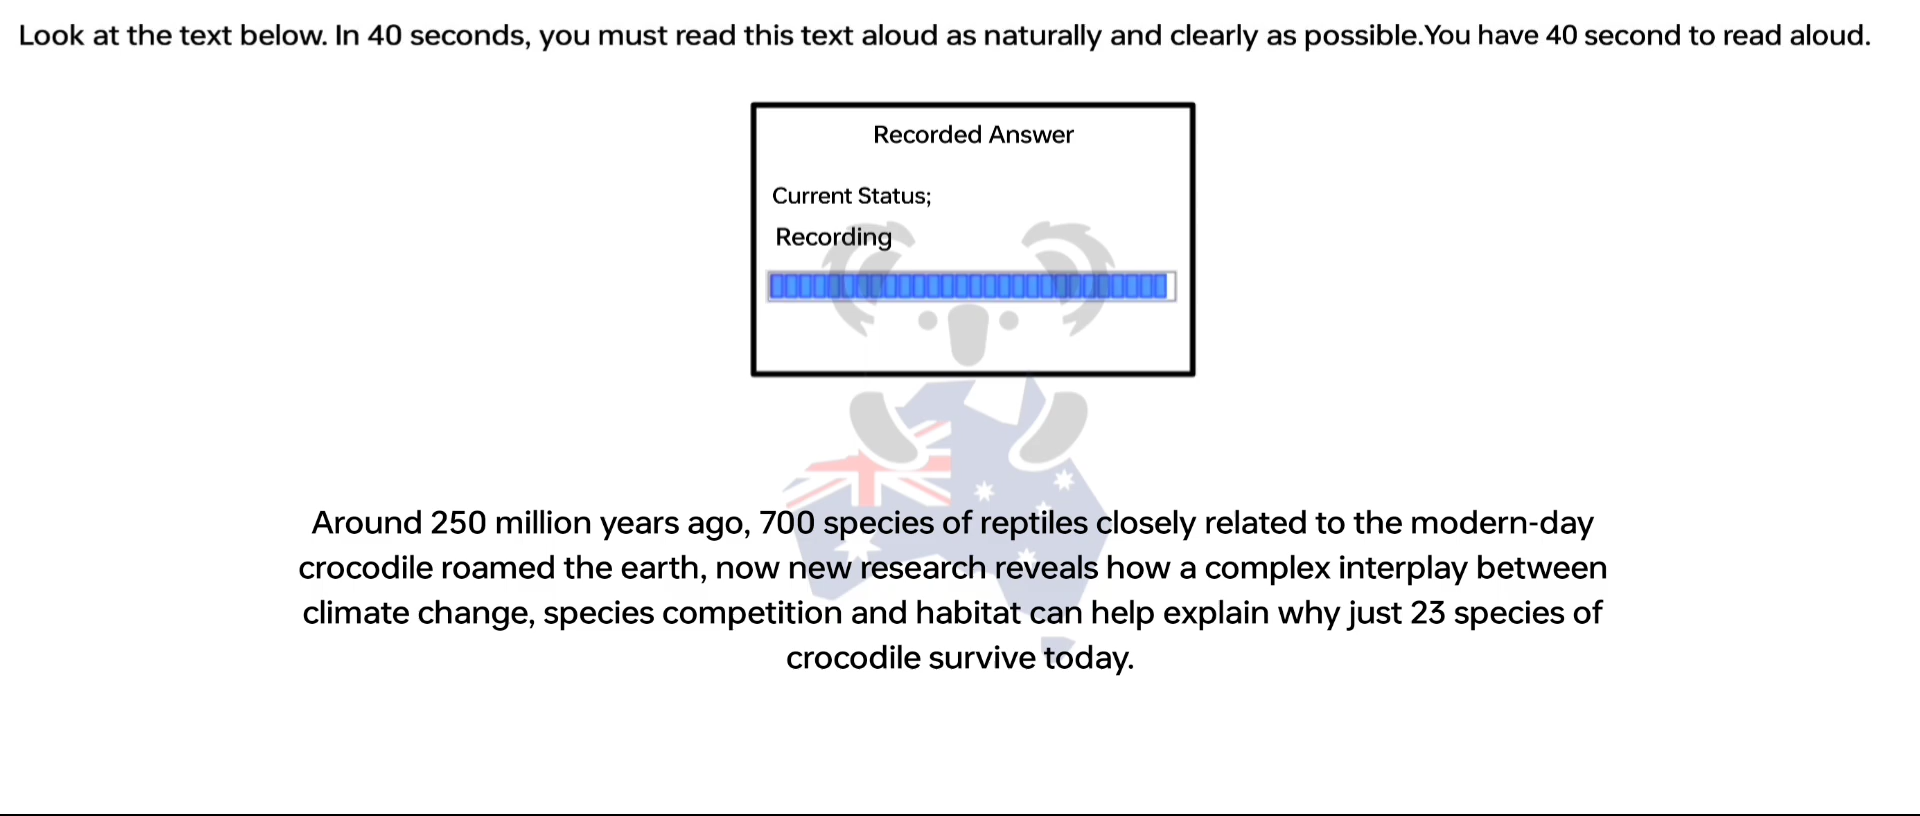 Look at the text below. In 40 seconds, you must read this text aloud as naturally and clearly as possible.You have 40 second to read aloud.
Recorded Answer
Current Status;
Recording
Around 250 million years ago, 700 species of reptiles closely related to the modern-day
crocodile roamed the earth, now new research reveals how a complex interplay between
climate change, species competition and habitat can help explain why just 23 species of
crocodile survive today.